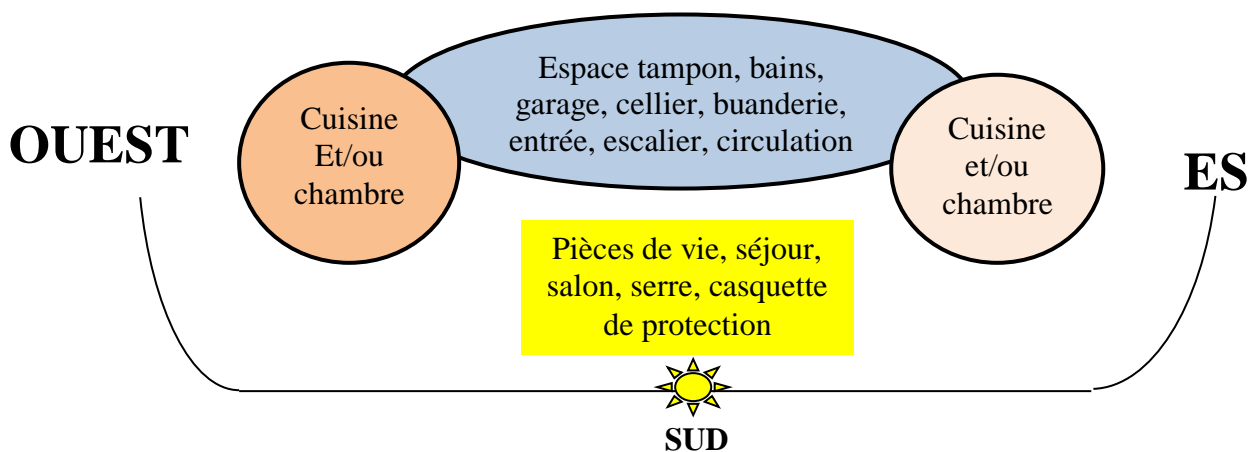 Espace tampon, bains,
garage, cellier, buanderie,
entrée, escalier, circulation
OUEST
Cuisine
Et/ou
chambre
Cuisine
et/ou
chambre
ES
Pièces de vie, séjour,
salon, serre, casquette
de protection
SUD